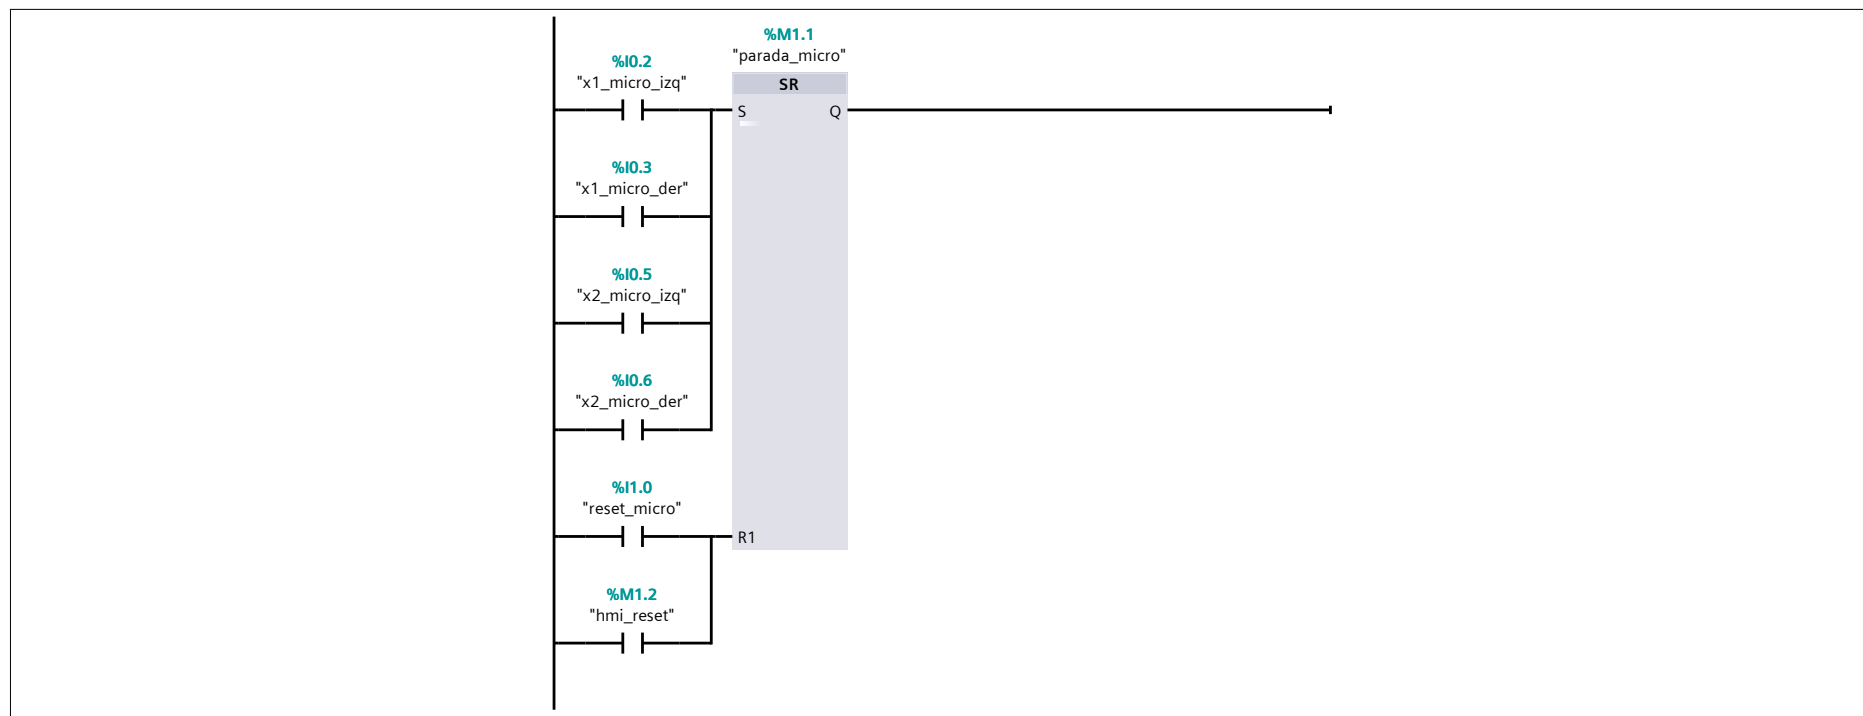 %M1.1
"parada_micro"
%I0.2
"x1_micro_izq"
SR
S
Q
%I0.3
"x1_micro_der"
%I0.5
"x2_micro_izq"
%I0.6
"x2_micro_der"
%I1.0
"reset_micro"
R1
%M1.2
"hmi_reset"